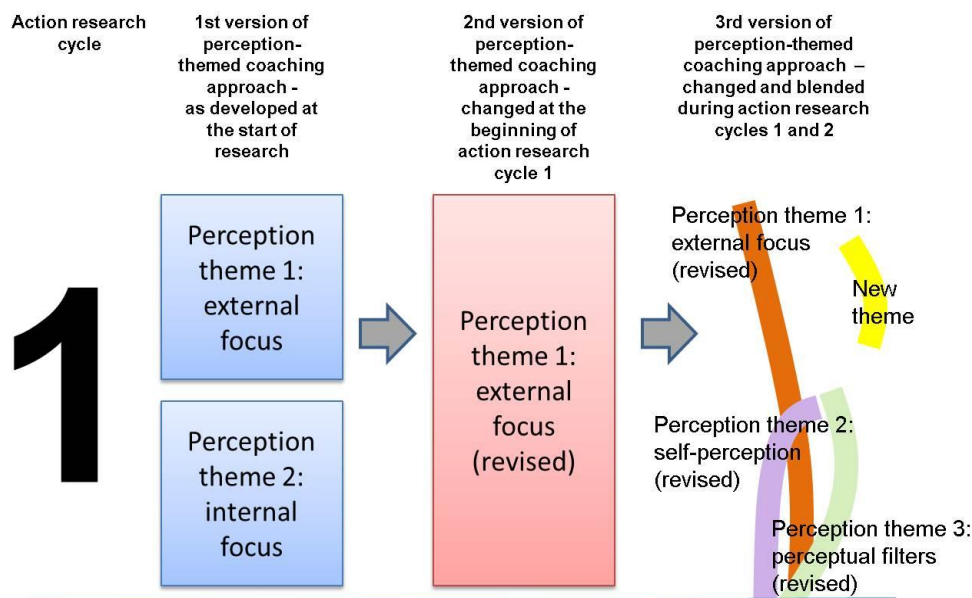 Action research
cycle
1st version of
perception-
themed coaching
approach -
as developed at
the start of
research
2nd version of
perception-
themed coaching
approach -
changed at the
beginning of
action research
cycle 1
3rd version of
perception-themed
coaching approach –
changed and blended
during action research
cycles 1 and 2
1
Perception
theme 1:
external
focus
Perception
theme 2:
internal
focus
Perception
theme 1:
external
focus
(revised)
Perception theme 1:
external focus
(revised)
New
theme
Perception theme 2:
self-perception
(revised)
Perception theme 3:
perceptual filters
(revised)